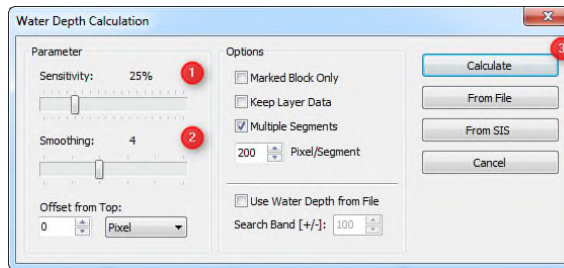 Water Depth Calculation
Parameter
Sensitivity: 25%
1
Smoothing: 4
2
Offset from Top:
0 Pixel
Options
Marked Block Only
Keep Layer Data
Multiple Segments
200 Pixel/Segment
Use Water Depth from File
Search Band [+/-]: 100
3
Calculate
From File
From SIS
Cancel